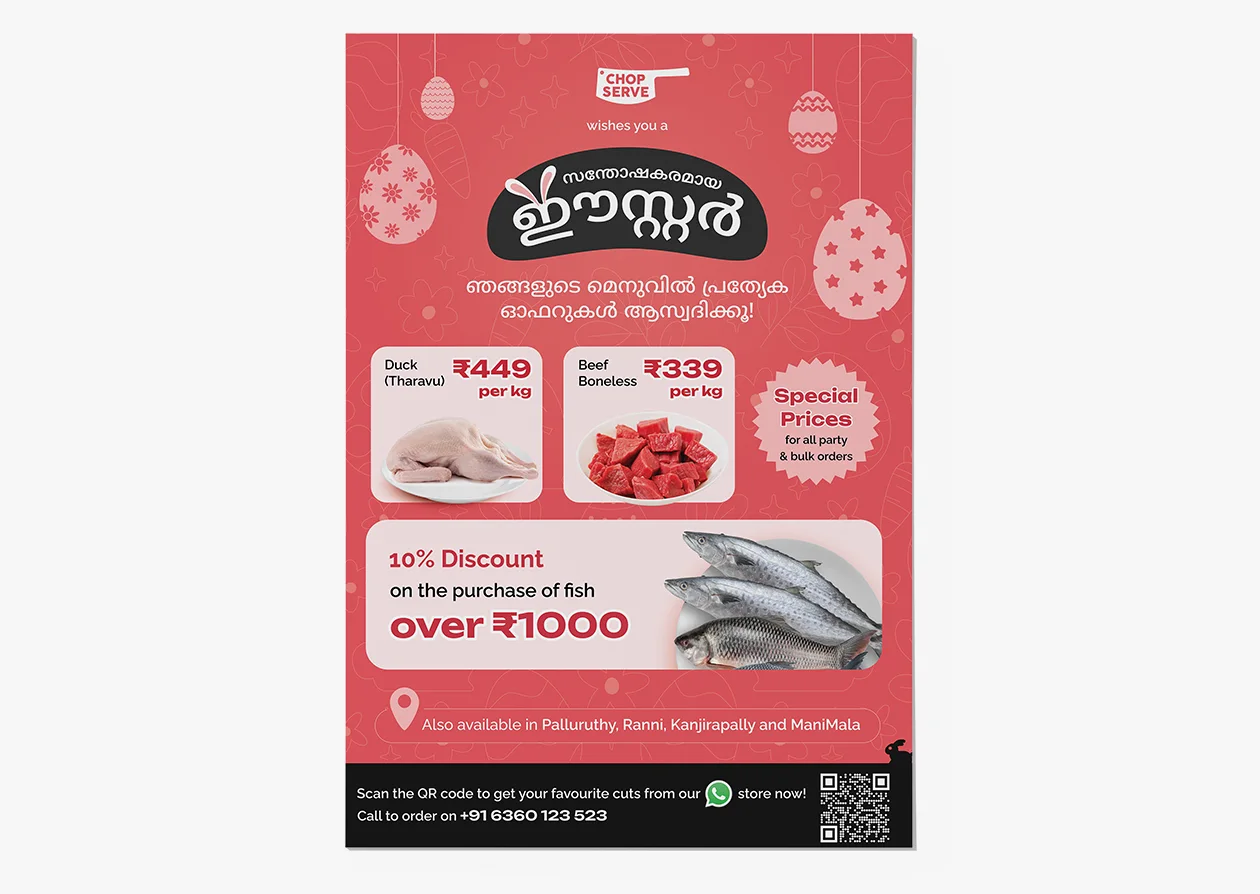 CHOP
SERVE
wishes you a
സന്തോഷകരമായ
ഈസ്റ്റർ
ഞങ്ങളുടെ മെനുവിൽ പ്രത്യേക
ഓഫറുകൾ ആസ്വദിക്കൂ!
Duck
(Tharavu)
₹449
per kg
Beef
Boneless
₹339
per kg
Special
Prices
for all party
& bulk orders
10% Discount
on the purchase of fish
over ₹1000
Also available in Palluruthy, Ranni, Kanjirapally and ManiMala
Scan the QR code to get your favourite cuts from our store now!
Call to order on +91 6360 123 523